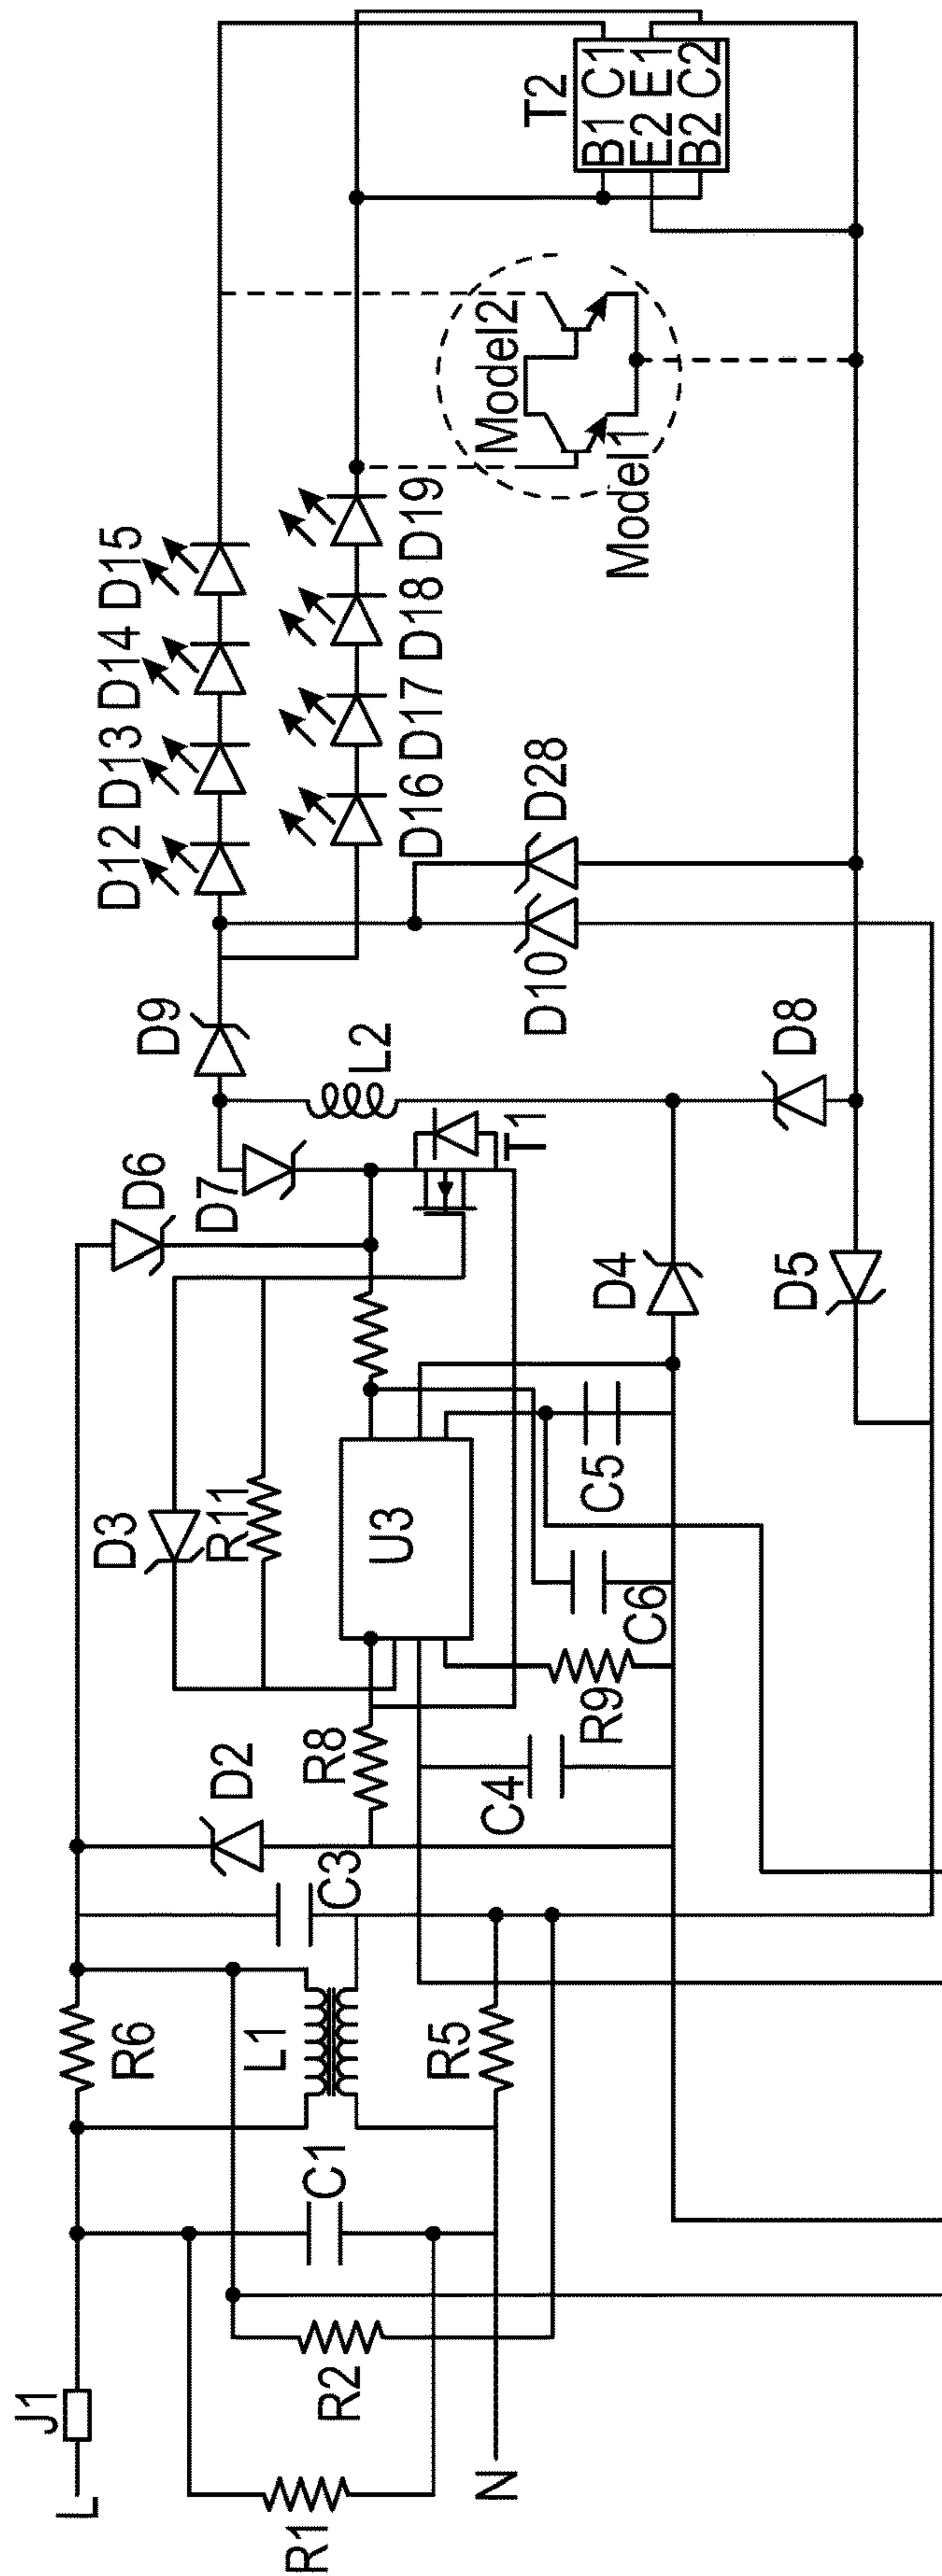 L
J1
R1
R2
N
C1
R6
L1
R5
C3
D2
R8
C4
R9
C6
C5
U3
D3
R11
D6
D7
T1
D4
D5
D8
L2
D9
D10
D28
D12
D13
D14
D15
D16
D17
D18
D19
Model1
Model2
T2
B1 C1
E2 E1
B2 C2